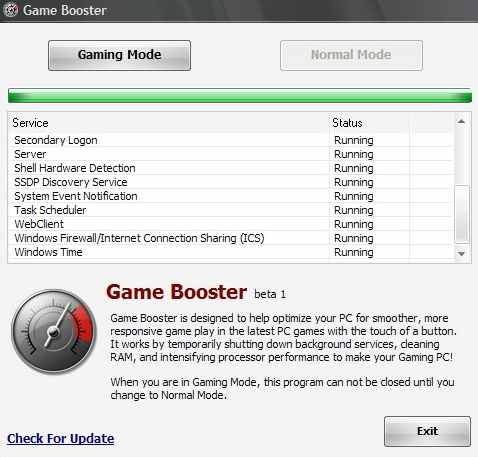 Game Booster
Gaming Mode
Normal Mode
Service Status
Secondary Logon Running
Server Running
Shell Hardware Detection Running
SSDP Discovery Service Running
System Event Notification Running
Task Scheduler Running
WebClient Running
Windows Firewall/Internet Connection Sharing (ICS) Running
Windows Time Running
Game Booster beta 1
Game Booster is designed to help optimize your PC for smoother, more
responsive game play in the latest PC games with the touch of a button.
It works by temporarily shutting down background services, cleaning
RAM, and intensifying processor performance to make your Gaming PC!
When you are in Gaming Mode, this program can not be closed until you
change to Normal Mode.
Exit
Check For Update